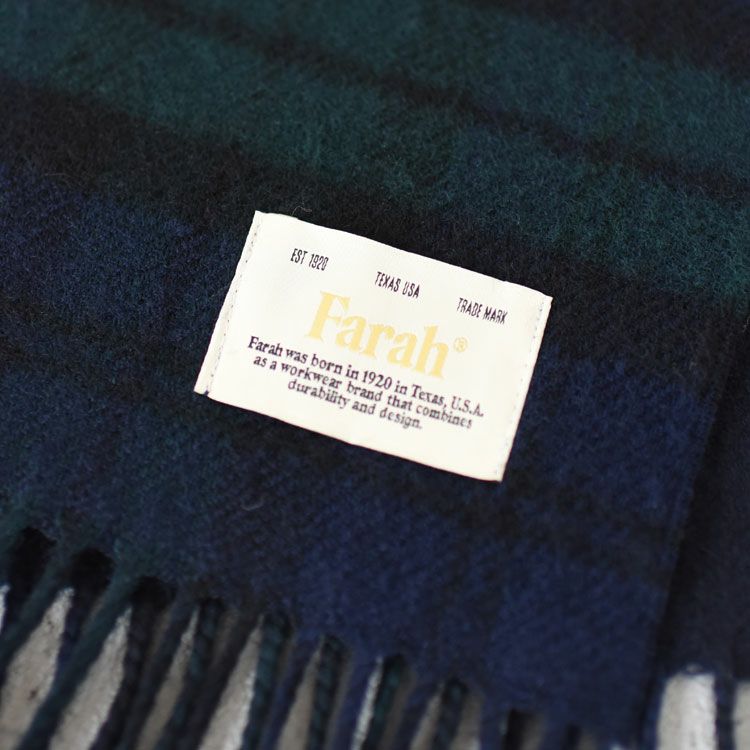 EST 1920 TEXAS USA TRADE MARK
Farah®
Farah was born in 1920 in Texas, U.S.A.
as a workwear brand that combines
durability and design.